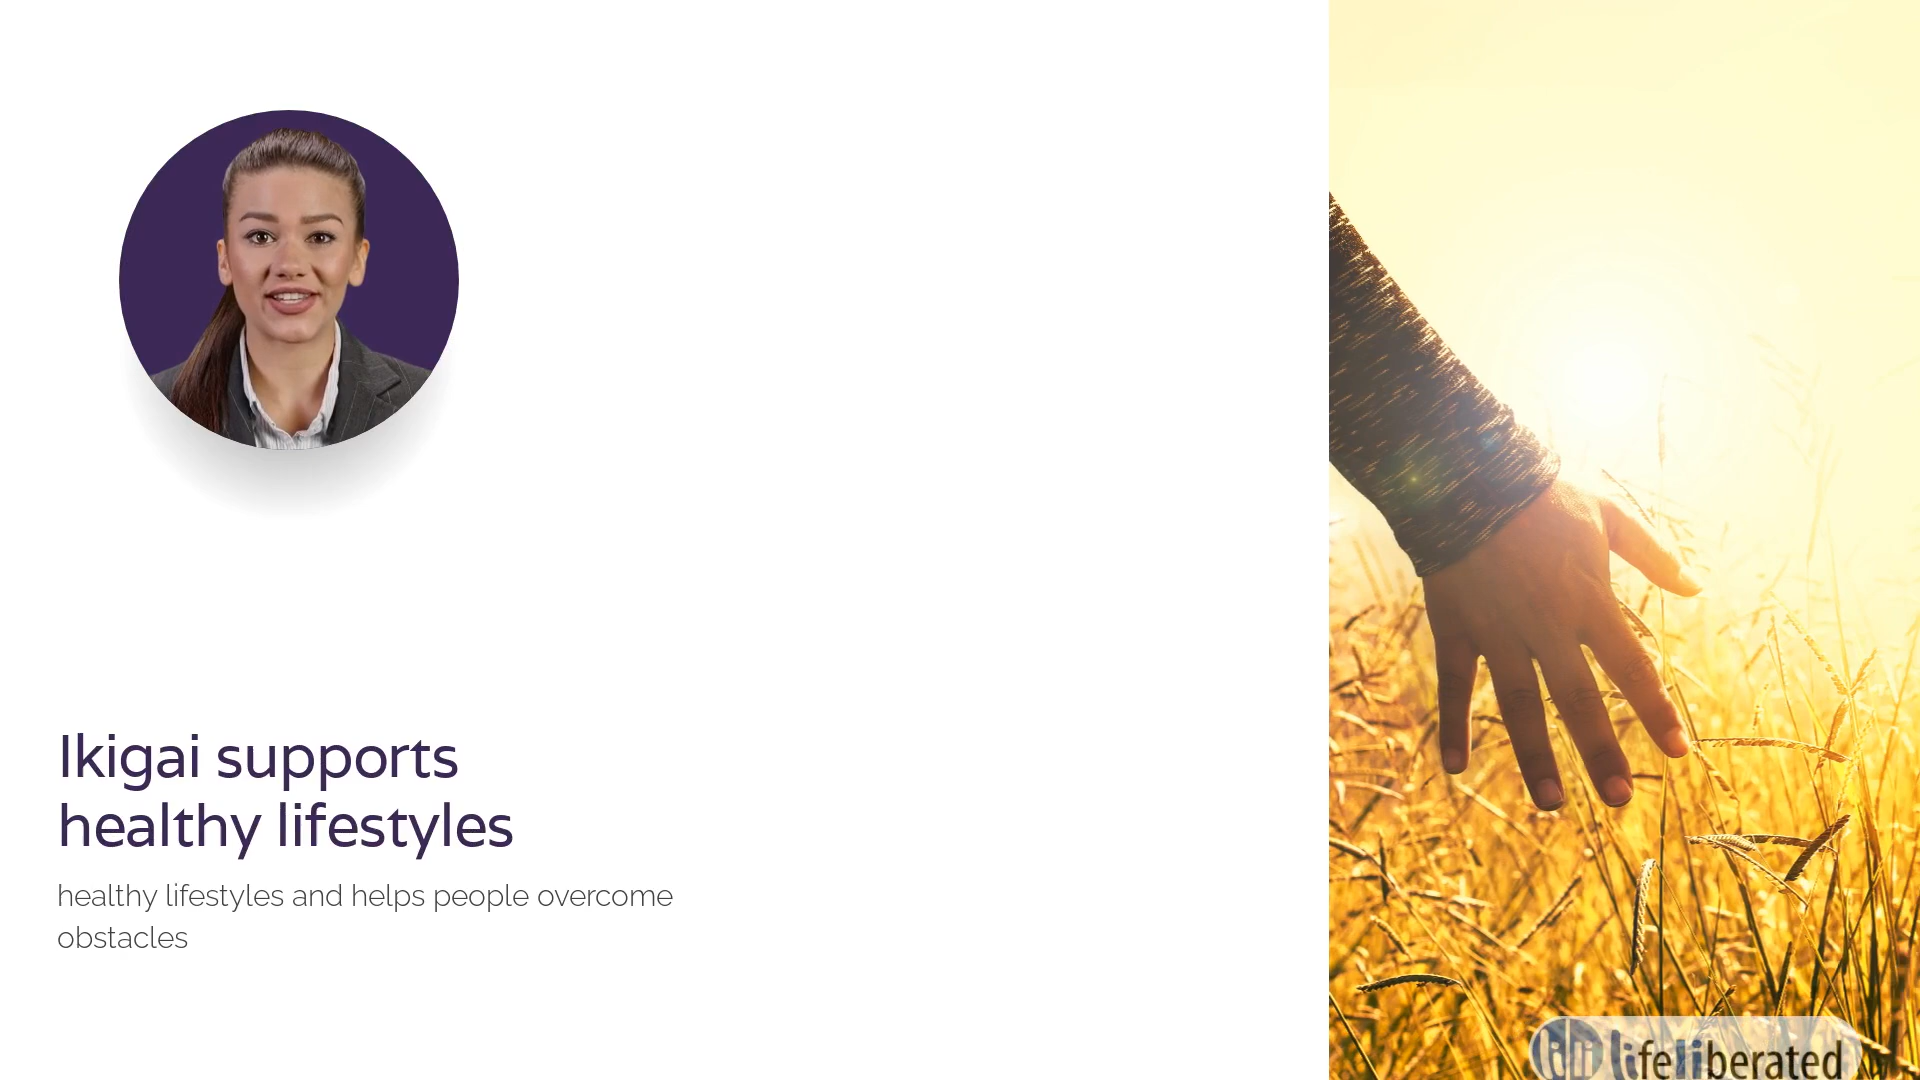 Ikigai supports
healthy lifestyles
healthy lifestyles and helps people overcome
obstacles
lifeliberated